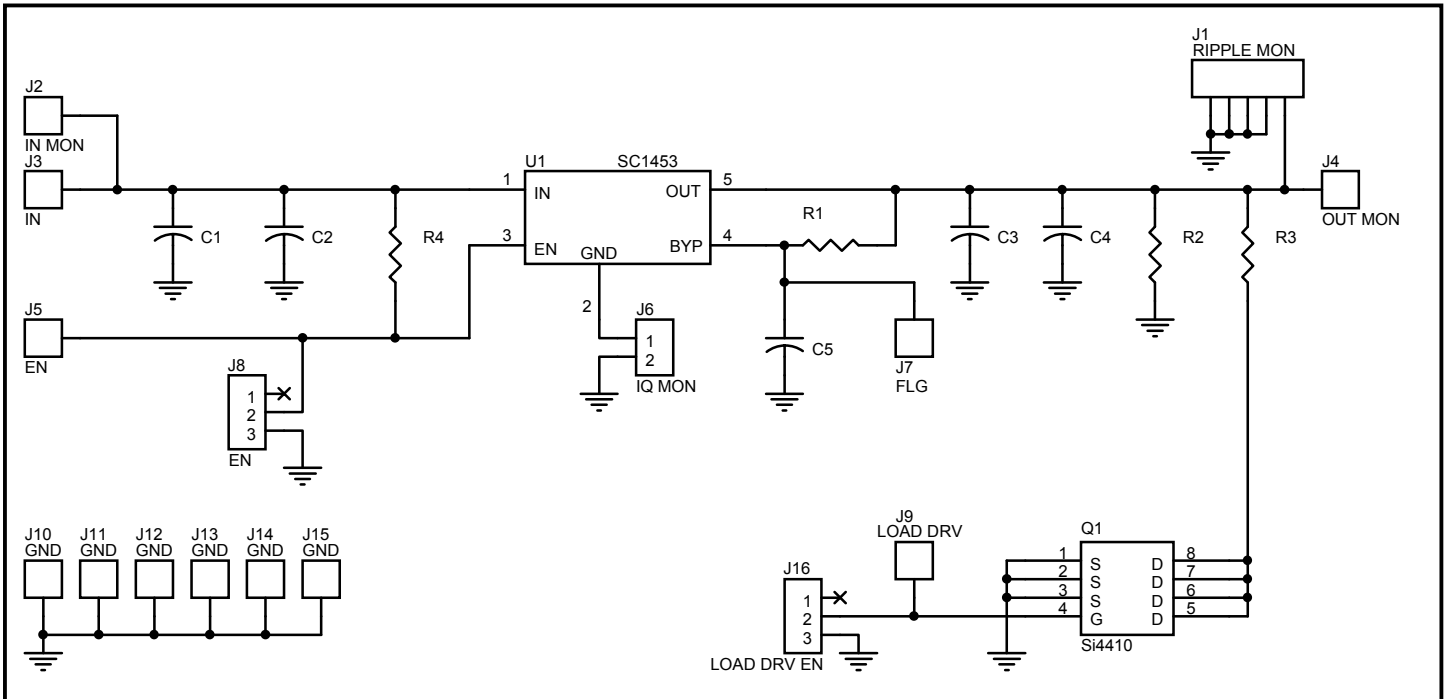 J1
RIPPLE MON
J2
IN MON
J3
IN
U1
SC1453
1
IN
OUT
5
3
EN
GND
BYP
4
R1
J4
OUT MON
C1
C2
R4
C3
C4
R2
R3
2
J6
1
2
IQ MON
C5
J7
FLG
J5
EN
J8
1
2
3
EN
J10
GND
J11
GND
J12
GND
J13
GND
J14
GND
J15
GND
J9
LOAD DRV
J16
1
2
3
LOAD DRV EN
Q1
1 S D 8
2 S D 7
3 S D 6
4 G D 5
Si4410